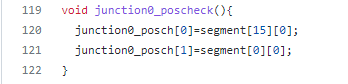 119 void junction0_poscheck(){
120 junction0_posch[0]=segment[15][0];
121 junction0_posch[1]=segment[0][0];
122 }